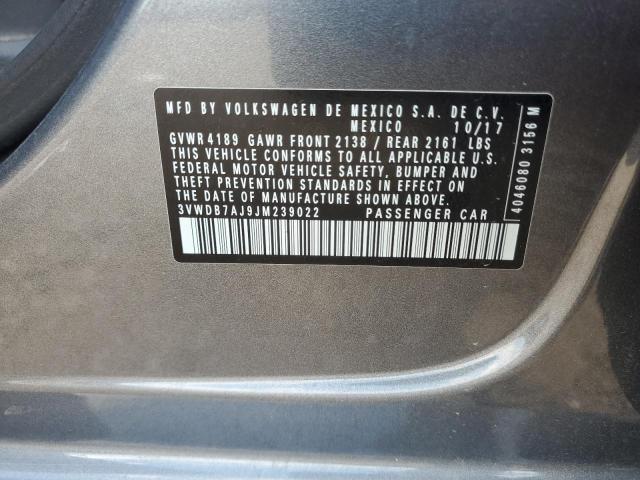 MFD BY VOLKSWAGEN DE MEXICO S.A. DE C.V.
MEXICO 10/17
GVWR 4189 GAWR FRONT 2138 / REAR 2161 LBS
THIS VEHICLE CONFORMS TO ALL APPLICABLE U.S.
FEDERAL MOTOR VEHICLE SAFETY, BUMPER AND
THEFT PREVENTION STANDARDS IN EFFECT ON
THE DATE OF MANUFACTURE SHOWN ABOVE.
3VWDB7AJ9JM239022 PASSENGER CAR
4046080 3156 M